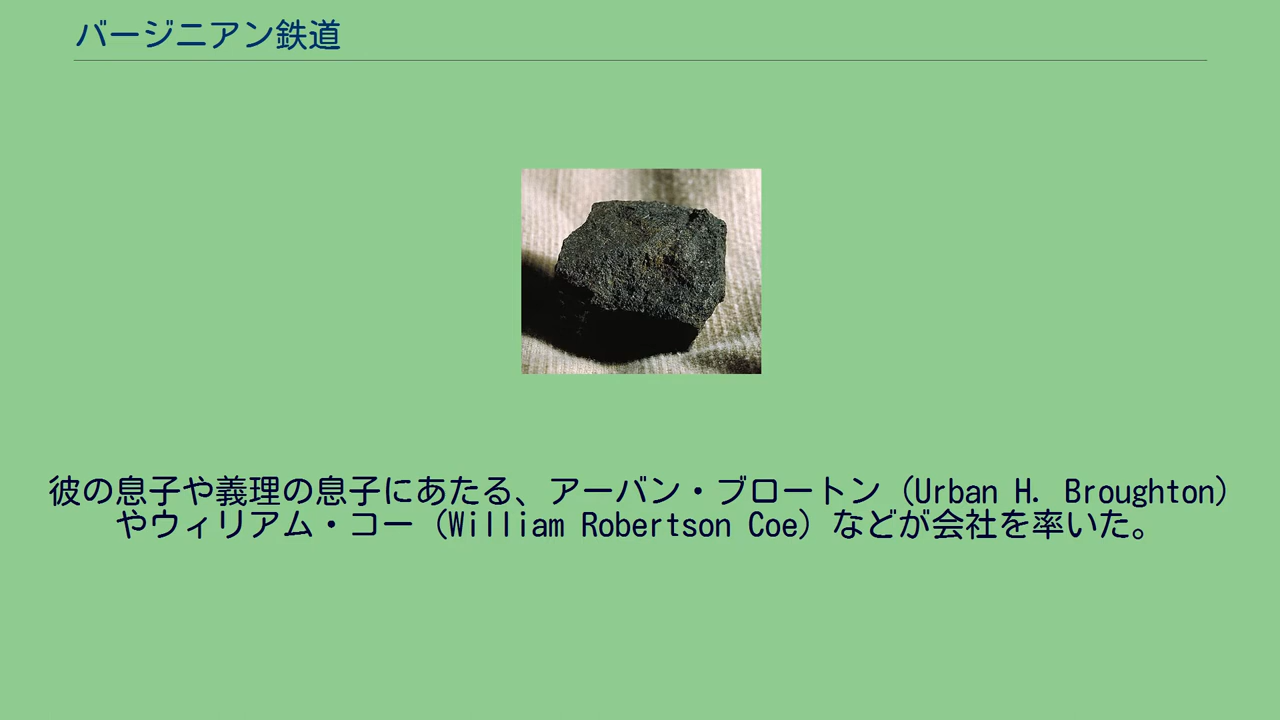 バージニアン鉄道
彼の息子や義理の息子にあたる、アーバン・ブロートン（Urban H. Broughton）
やウィリアム・コー（William Robertson Coe）などが会社を率いた。